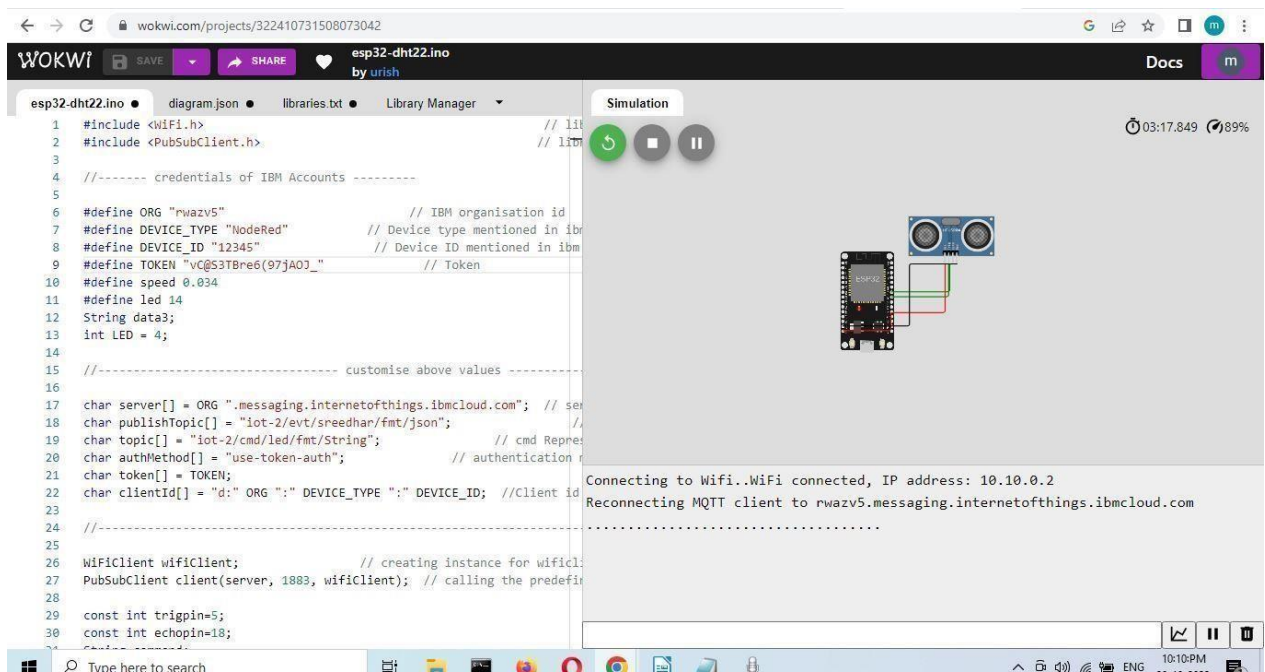 wokwi.com/projects/322410731508073042
WOKWi SAVE SHARE esp32-dht22.ino
by urish
Docs
m
esp32-dht22.ino ● diagram.json ● libraries.txt ● Library Manager
Simulation
03:17.849 89%
1 #include <WiFi.h> // lib
2 #include <PubSubClient.h> // lib
3
4 //------- credentials of IBM Accounts ---------
5
6 #define ORG "rwazv5" // IBM organisation id
7 #define DEVICE_TYPE "NodeRed" // Device type mentioned in ibm
8 #define DEVICE_ID "12345" // Device ID mentioned in ibm
9 #define TOKEN "vC@S3TBre6(97jAOJ_" // Token
10 #define speed 0.034
11 #define led 14
12 String data3;
13 int LED = 4;
14
15 //--------------------------------- customise above values ----------
16
17 char server[] = ORG ".messaging.internetofthings.ibmcloud.com"; // ser
18 char publishTopic[] = "iot-2/evt/sreedhar/fmt/json"; //
19 char topic[] = "iot-2/cmd/led/fmt/String"; // cmd Repres
20 char authMethod[] = "use-token-auth"; // authentication m
21 char token[] = TOKEN;
22 char clientId[] = "d:" ORG ":" DEVICE_TYPE ":" DEVICE_ID; //Client id
23
24 //-----------------------------------------------------------
25
26 WiFiClient wifiClient; // creating instance for wificli
27 PubSubClient client(server, 1883, wifiClient); // calling the predefin
28
29 const int trigpin=5;
30 const int echopin=18;
31 String command;
ESP32
Connecting to Wifi..WiFi connected, IP address: 10.10.0.2
Reconnecting MQTT client to rwazv5.messaging.internetofthings.ibmcloud.com
...................................
Type here to search
ENG 10:10PM